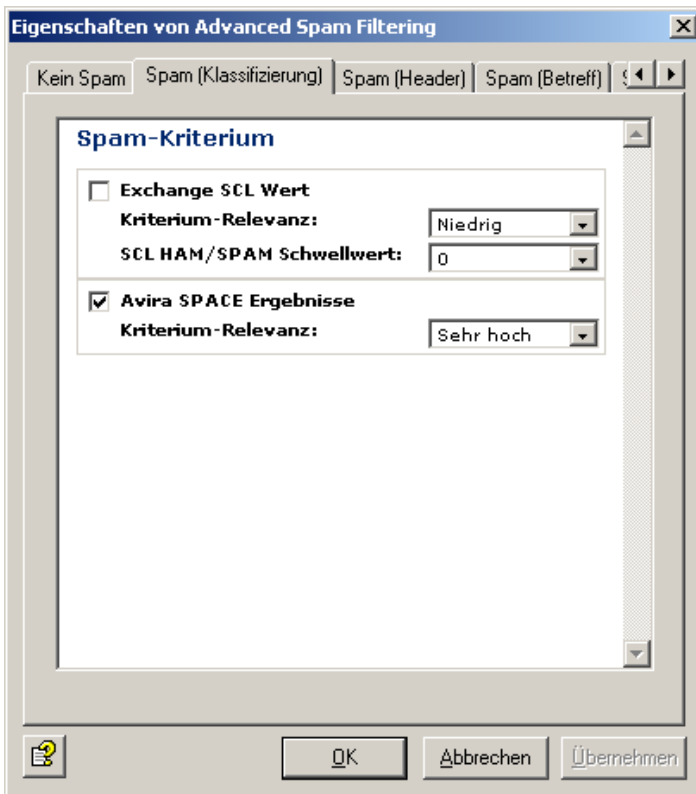 Eigenschaften von Advanced Spam Filtering
Kein Spam Spam (Klassifizierung) Spam (Header) Spam (Betreff)
Spam-Kriterium
Exchange SCL Wert
Kriterium-Relevanz: Niedrig
SCL HAM/SPAM Schwellwert: 0
Avira SPACE Ergebnisse
Kriterium-Relevanz: Sehr hoch
OK Abbrechen Übernehmen